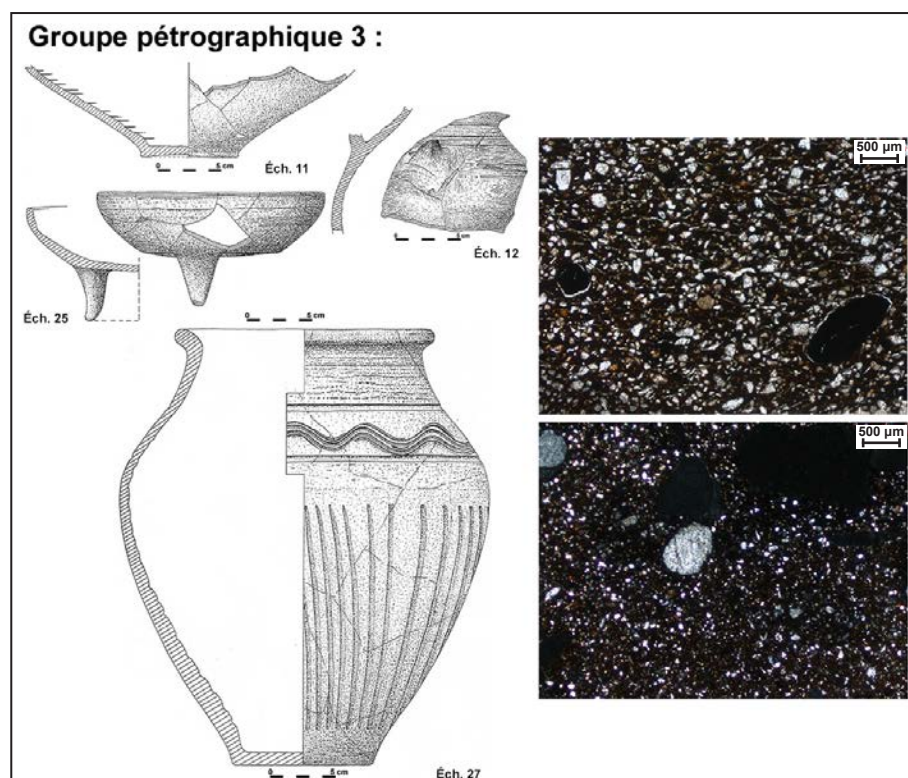 Groupe pétrographique 3 :
0 5 cm
Éch. 11
0 5 cm
Éch. 12
500 µm
Éch. 25
0 5 cm
500 µm
0 5 cm
Éch. 27